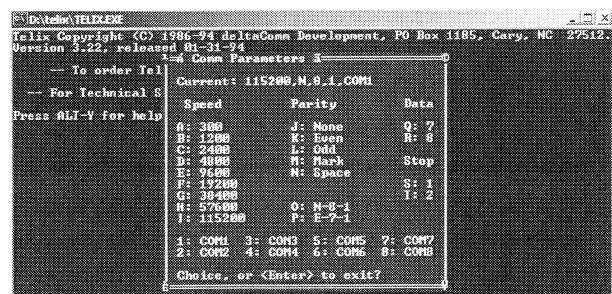 D:\telix\TELIX.EXE
Telix Copyright (C) 1986-94 deltaComm Development, PO Box 1185, Cary, NC 27512.
Version 3.22, released 01-31-94
Comm Parameters
-- To order Tel
Current: 115200,N,8,1,COM1
-- For Technical S
Speed Parity Data
Press ALT-Y for help
A: 300 J: None Q: 7
B: 1200 K: Even R: 8
C: 2400 L: Odd
D: 4800 M: Mark Stop
E: 9600 N: Space
F: 19200 S: 1
G: 38400 T: 2
H: 57600 O: N-8-1
I: 115200 P: E-7-1
1: COM1 3: COM3 5: COM5 7: COM7
2: COM2 4: COM4 6: COM6 8: COM8
Choice, or <Enter> to exit?